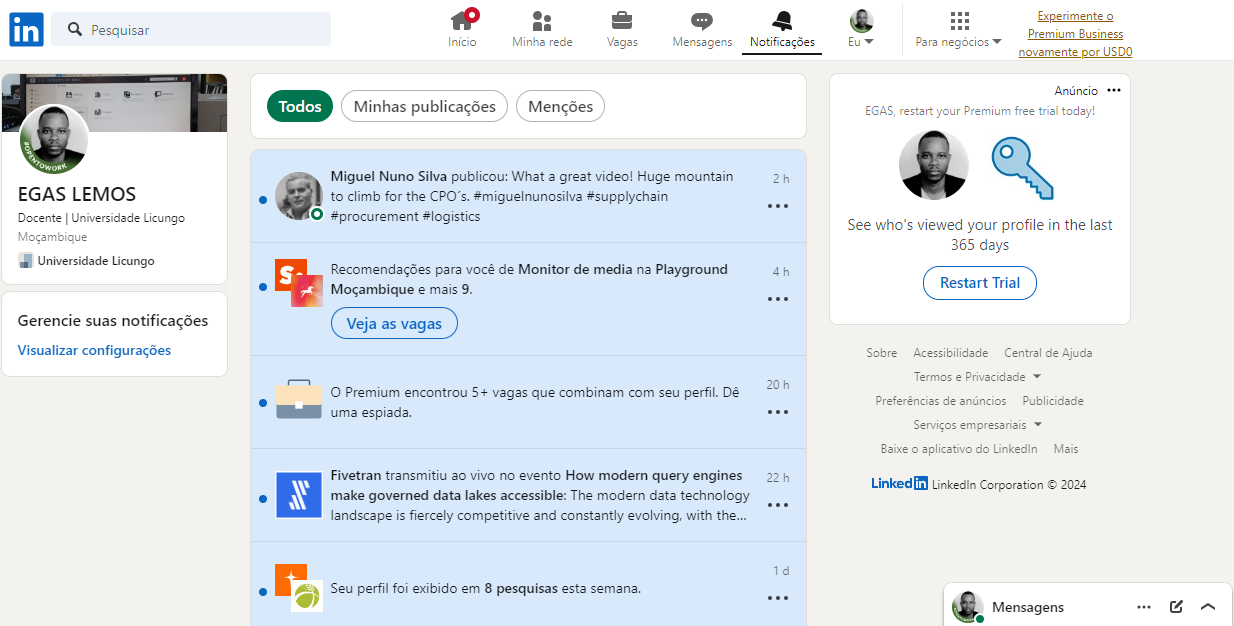 in
Pesquisar
Início
Minha rede
Vagas
Mensagens
Notificações
Eu
Para negócios
Experimente o
Premium Business
novamente por USD0
#OPENTOWORK
EGAS LEMOS
Docente | Universidade Licungo
Moçambique
Universidade Licungo
Gerencie suas notificações
Visualizar configurações
Todos
Minhas publicações
Menções
Miguel Nuno Silva publicou: What a great video! Huge mountain
to climb for the CPO´s. #miguelnunosilva #supplychain
#procurement #logistics
2 h
S
Recomendações para você de Monitor de media na Playground
Moçambique e mais 9.
4 h
Veja as vagas
O Premium encontrou 5+ vagas que combinam com seu perfil. Dê
uma espiada.
20 h
Fivetran transmitiu ao vivo no evento How modern query engines
make governed data lakes accessible: The modern data technology
landscape is fiercely competitive and constantly evolving, with the...
22 h
Seu perfil foi exibido em 8 pesquisas esta semana.
1 d
Anúncio
EGAS, restart your Premium free trial today!
See who's viewed your profile in the last
365 days
Restart Trial
Sobre Acessibilidade Central de Ajuda
Termos e Privacidade
Preferências de anúncios Publicidade
Serviços empresariais
Baixe o aplicativo do LinkedIn Mais
Linked in LinkedIn Corporation © 2024
Mensagens